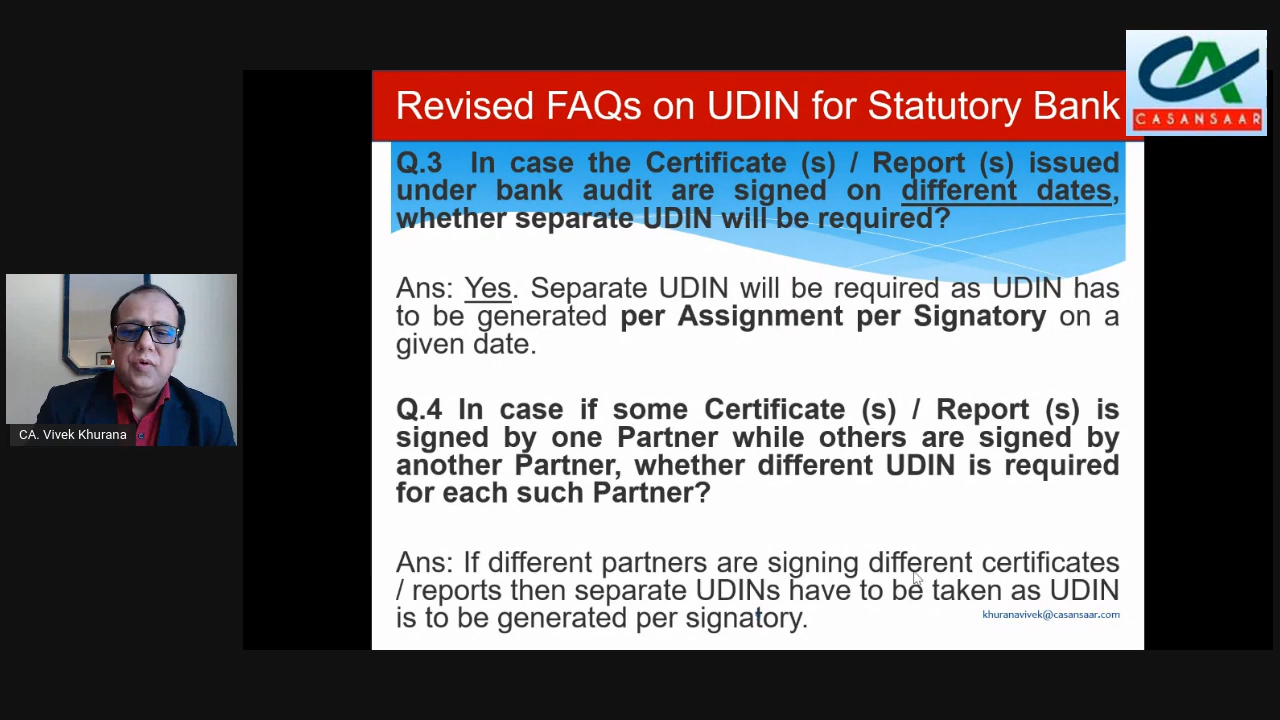 Revised FAQs on UDIN for Statutory Bank
CA
CASANSAAR
Q.3 In case the Certificate (s) / Report (s) issued
under bank audit are signed on different dates,
whether separate UDIN will be required?
Ans: Yes. Separate UDIN will be required as UDIN has
to be generated per Assignment per Signatory on a
given date.
Q.4 In case if some Certificate (s) / Report (s) is
signed by one Partner while others are signed by
another Partner, whether different UDIN is required
for each such Partner?
Ans: If different partners are signing different certificates
/ reports then separate UDINs have to be taken as UDIN
is to be generated per signatory.
khuranavivek@casansaar.com
CA. Vivek Khurana